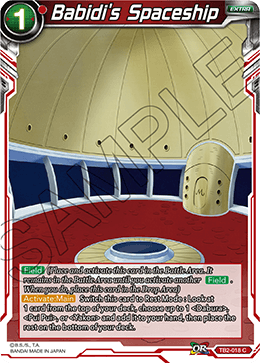 1 Babidi's Spaceship EXTRA
SAMPLE
M
Field (Place and activate this card in the Battle Area. It
remains in the Battle Area until you activate another Field.
When you do, place this card in the Drop Area)
Activate:Main Switch this card to Rest Mode : Look at
1 card from the top of your deck, choose up to 1 <Dabura>,
<Pui Pui>, or <Yakon> and add it to your hand, then place the
rest on the bottom of your deck.
©B.S./S., T.A.
BANDAI MADE IN JAPAN
TB2-018 C